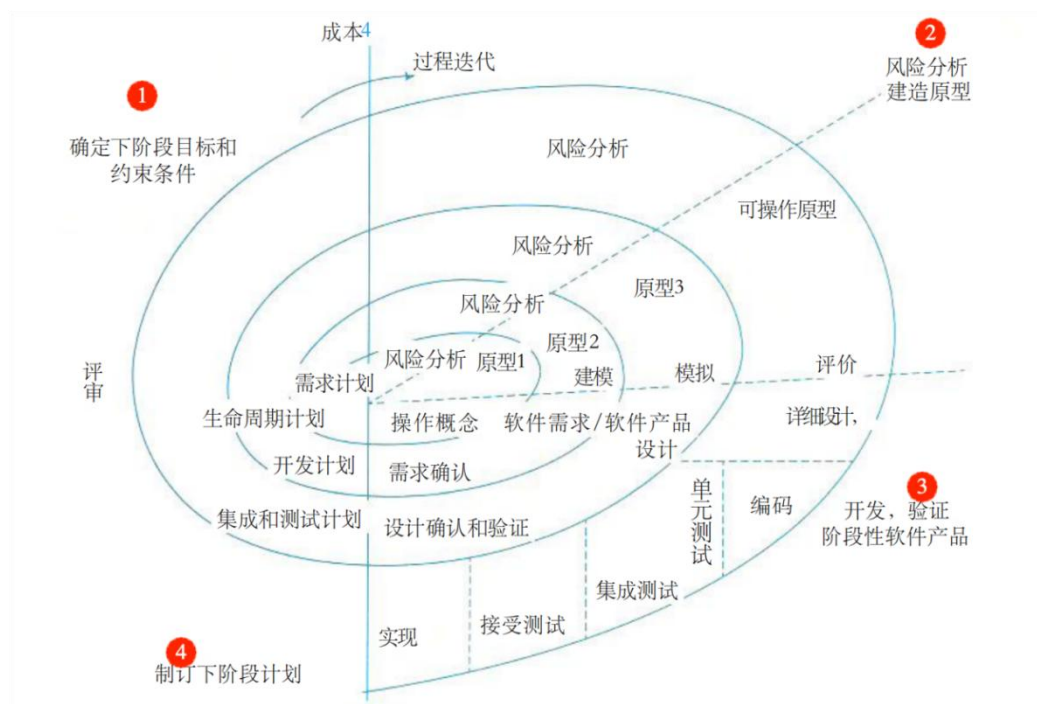 成本4
过程迭代
2
风险分析
建造原型
1
确定下阶段目标和
约束条件
风险分析
可操作原型
风险分析
原型3
风险分析
原型2
风险分析
原型1
建模
模拟
评价
评
审
需求计划
生命周期计划
操作概念
软件需求/软件产品
设计
详细设计,
开发计划
需求确认
单
元
测
试
编码
3
开发，验证
阶段性软件产品
集成和测试计划
设计确认和验证
集成测试
接受测试
实现
4
制订下阶段计划